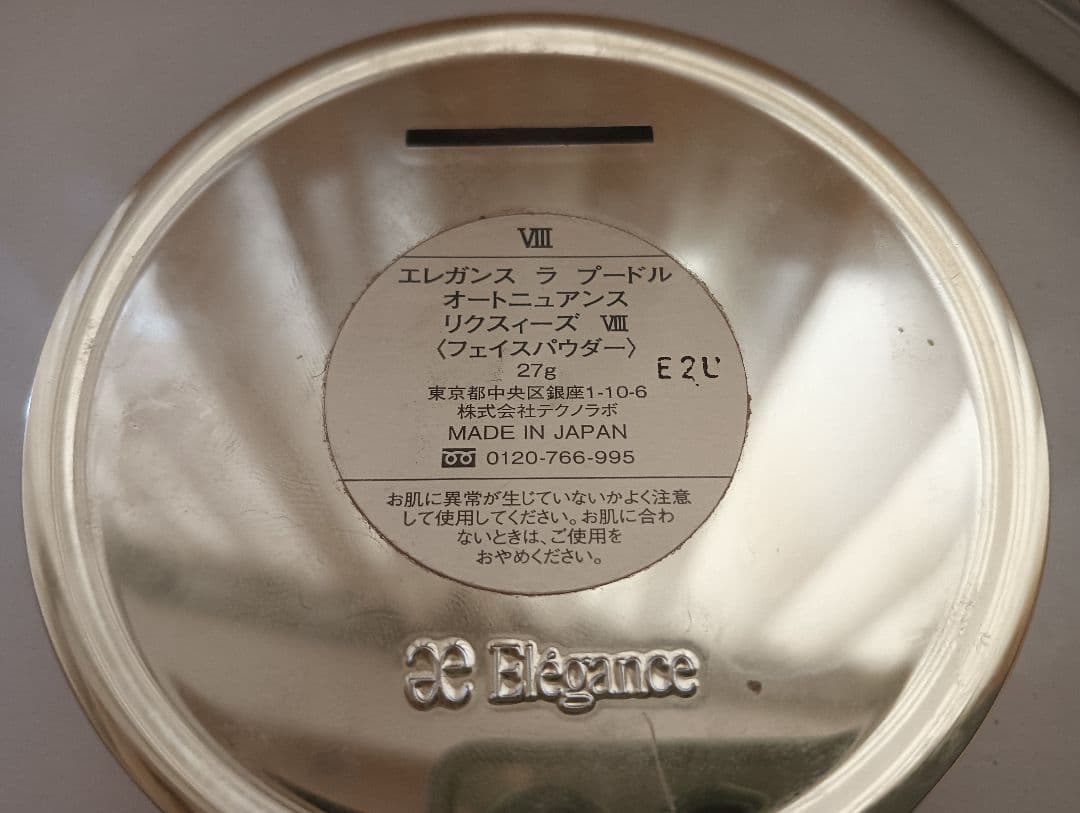 Ⅷ
エレガンス ラ プードル
オートニュアンス
リクスィーズ Ⅷ
〈フェイスパウダー〉
27g
E2じ
東京都中央区銀座1-10-6
株式会社テクノラボ
MADE IN JAPAN
0120-766-995
お肌に異常が生じていないかよく注意
して使用してください。お肌に合わ
ないときは、ご使用を
おやめください。
æ Elégance